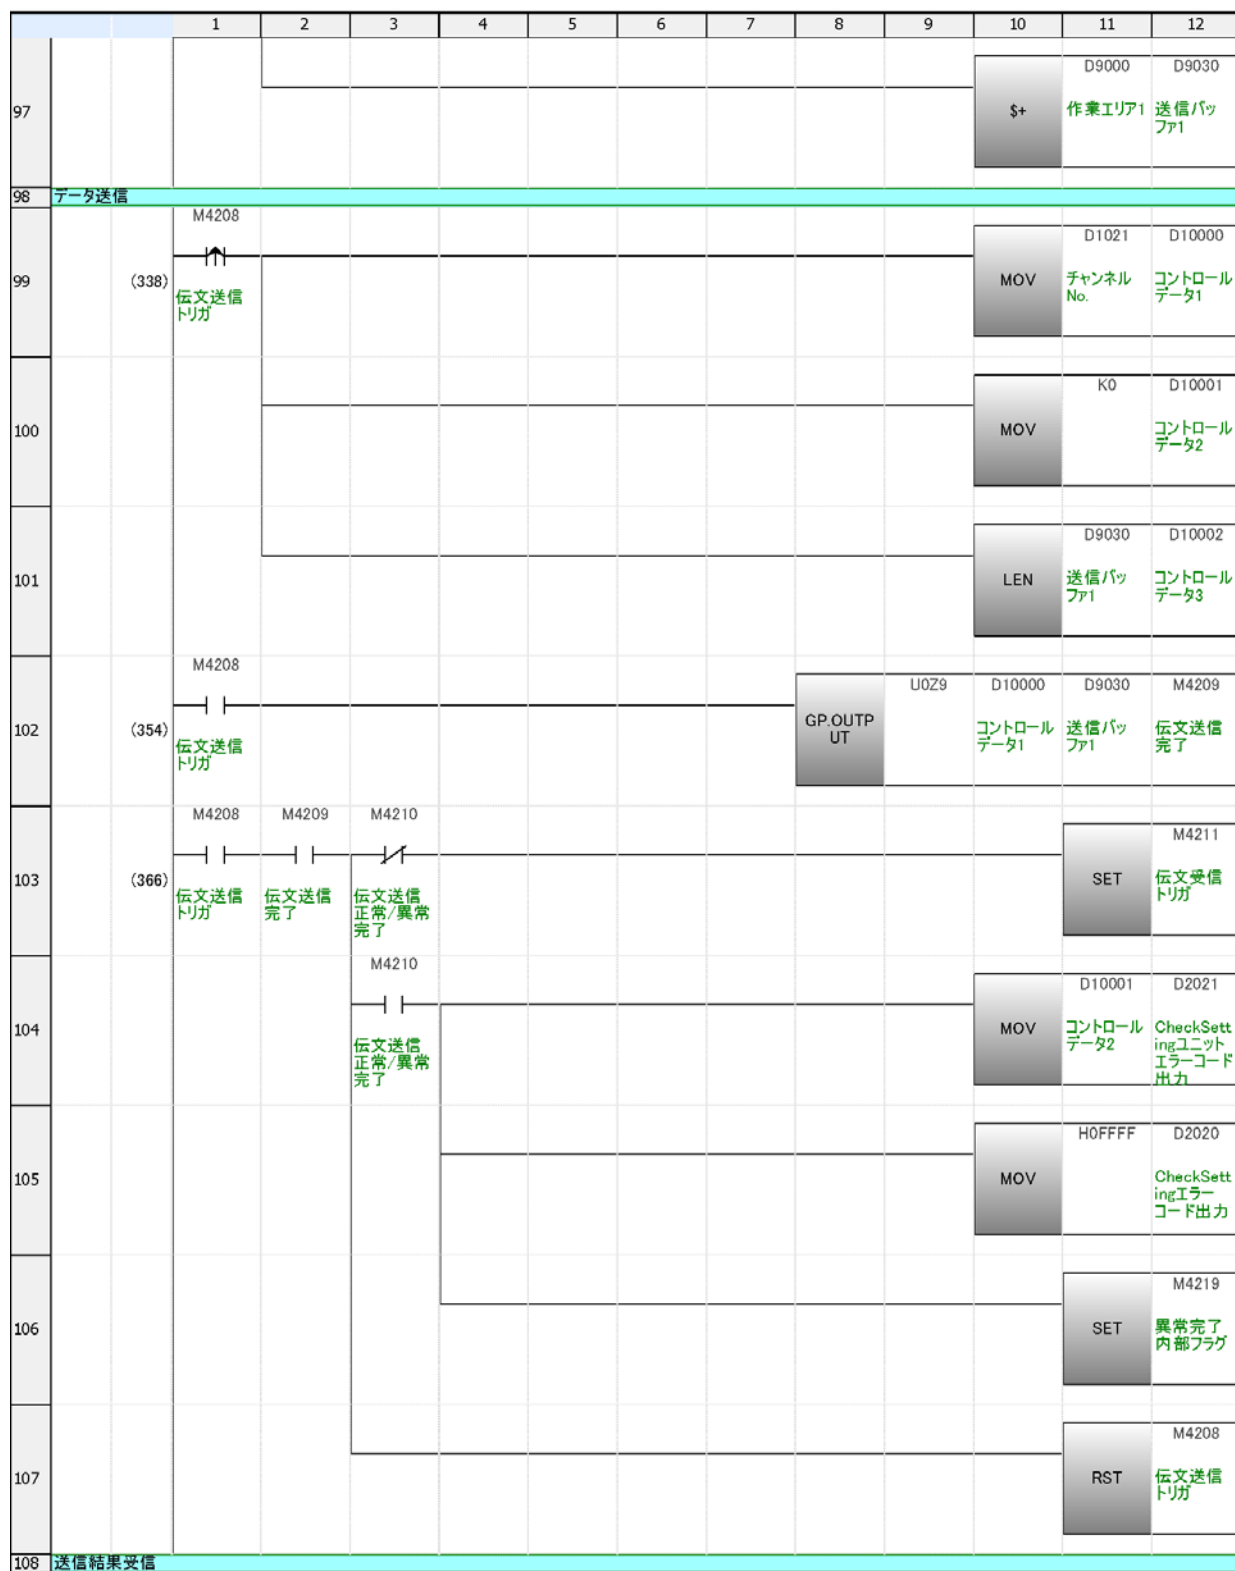 1 2 3 4 5 6 7 8 9 10 11 12
97
D9000 D9030
$+
作業エリア1 送信バッ
ファ1
98 データ送信
M4208
D1021 D10000
99 (338)
MOV
伝文送信
トリガ
チャンネル
No.
コントロール
データ1
K0 D10001
100
MOV
コントロール
データ2
D9030 D10002
101
LEN
送信バッ
ファ1
コントロール
データ3
M4208
U0Z9 D10000 D9030 M4209
102 (354)
GP.OUTP
UT
伝文送信
トリガ
コントロール
データ1
送信バッ
ファ1
伝文送信
完了
M4208 M4209 M4210
M4211
103 (366)
SET
伝文送信
トリガ
伝文送信
完了
伝文送信
正常/異常
完了
伝文受信
トリガ
M4210
D10001 D2021
104
MOV
伝文送信
正常/異常
完了
コントロール
データ2
CheckSett
ingユニット
エラーコード
出力
H0FFFF D2020
105
MOV
CheckSett
ingエラー
コード出力
M4219
106
SET
異常完了
内部フラグ
M4208
107
RST
伝文送信
トリガ
108 送信結果受信